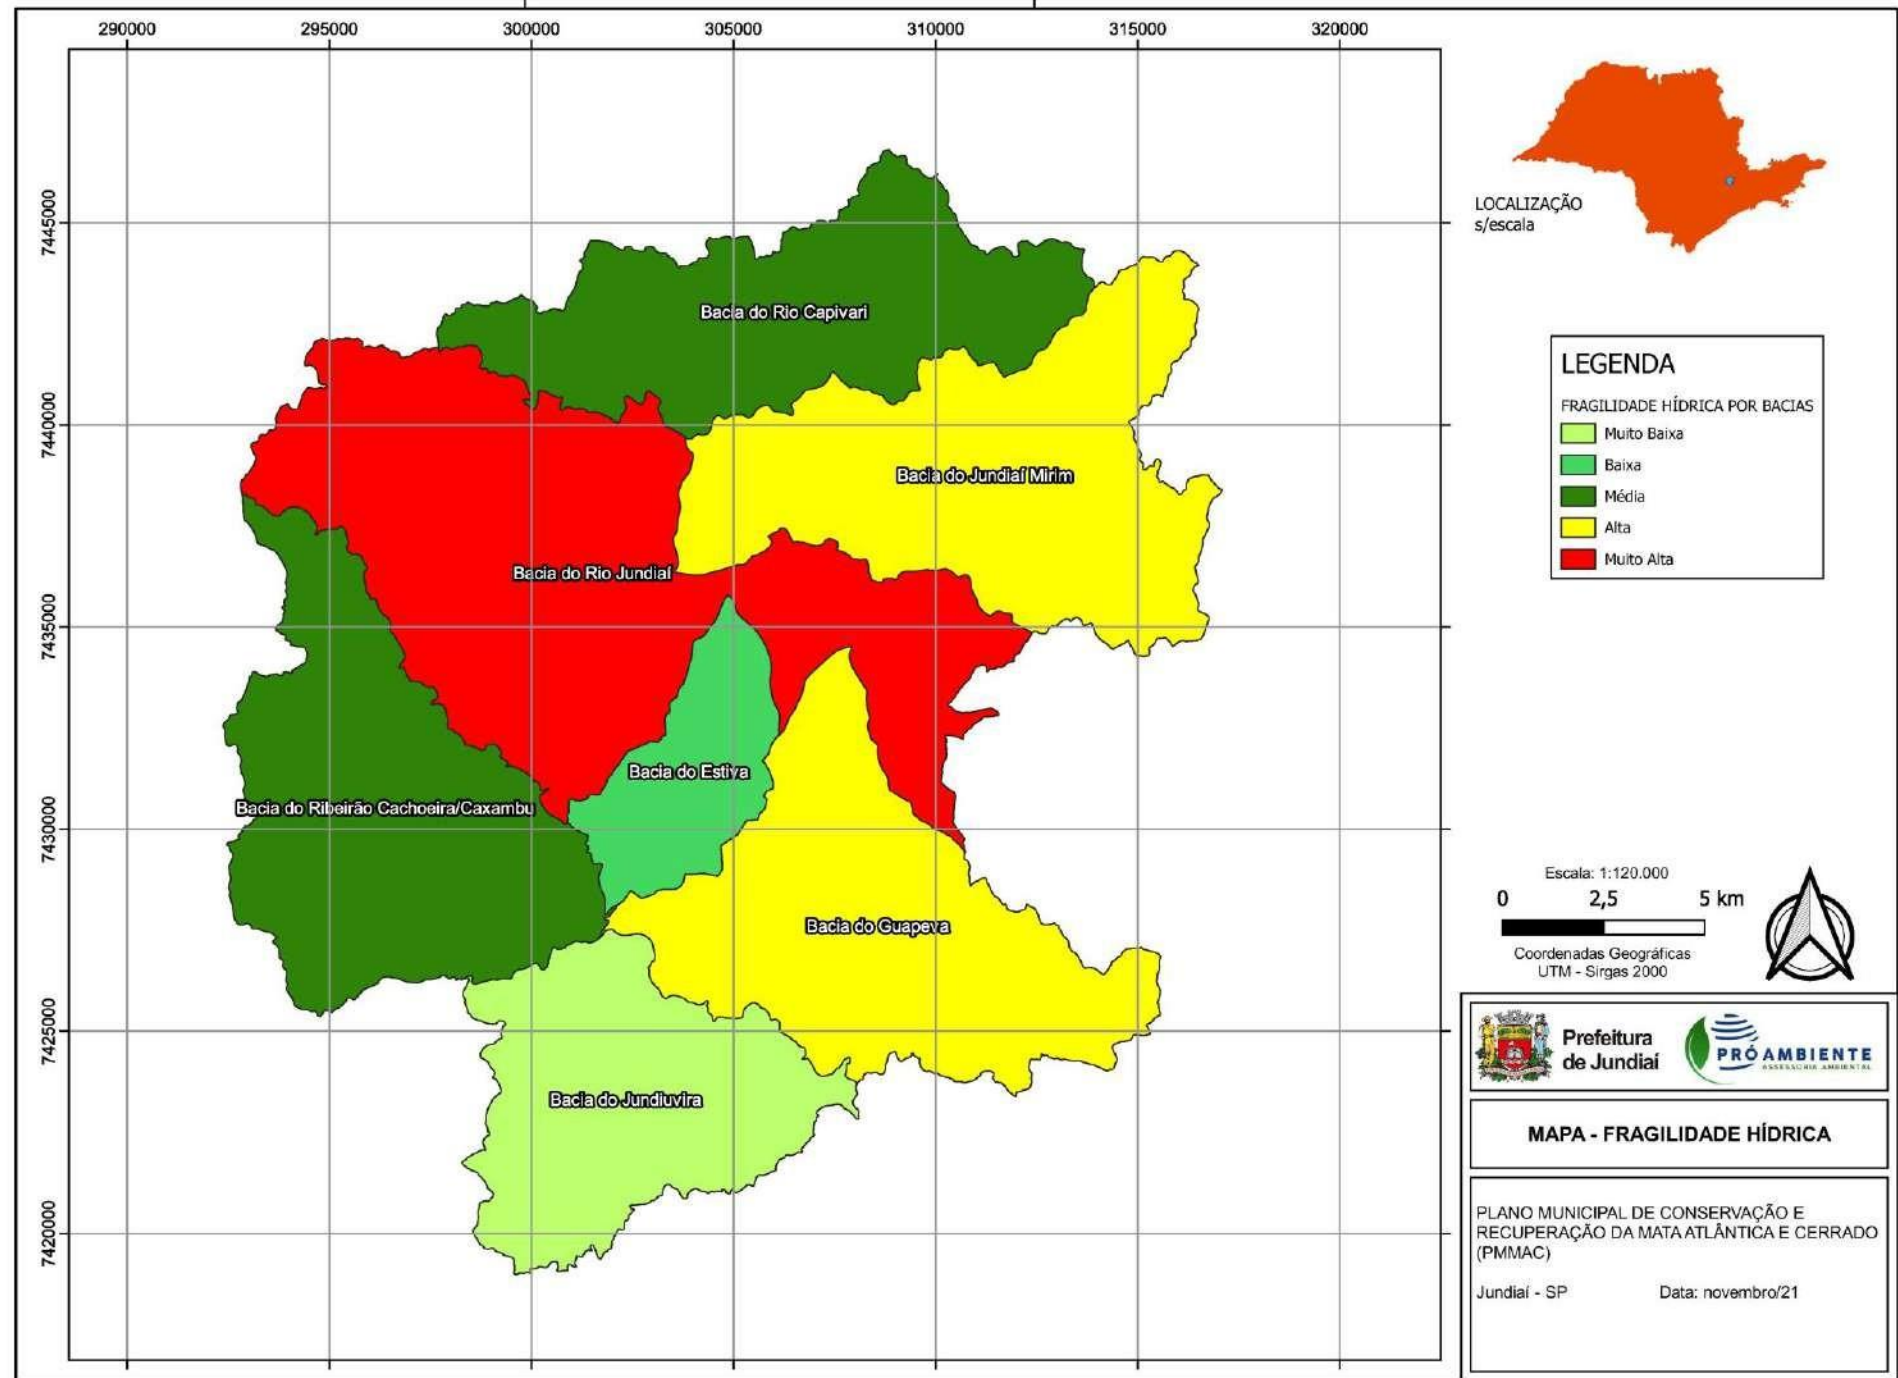 290000 295000 300000 305000 310000 315000 320000
7445000
7440000
7435000
7430000
7425000
7420000
Bacia do Rio Capivari
Bacia do Jundiaí Mirim
Bacia do Rio Jundiaí
Bacia do Estiva
Bacia do Ribeirão Cachoeira/Caxambu
Bacia do Guapeva
Bacia do Jundiuvira
LOCALIZAÇÃO
s/escala
LEGENDA
FRAGILIDADE HÍDRICA POR BACIAS
Muito Baixa
Baixa
Média
Alta
Muito Alta
Escala: 1:120.000
0 2,5 5 km
Coordenadas Geográficas
UTM - Sirgas 2000
Prefeitura
de Jundiaí
PRÓAMBIENTE
ASSESSORIA AMBIENTAL
MAPA - FRAGILIDADE HÍDRICA
PLANO MUNICIPAL DE CONSERVAÇÃO E
RECUPERAÇÃO DA MATA ATLÂNTICA E CERRADO
(PMMAC)
Jundiaí - SP Data: novembro/21